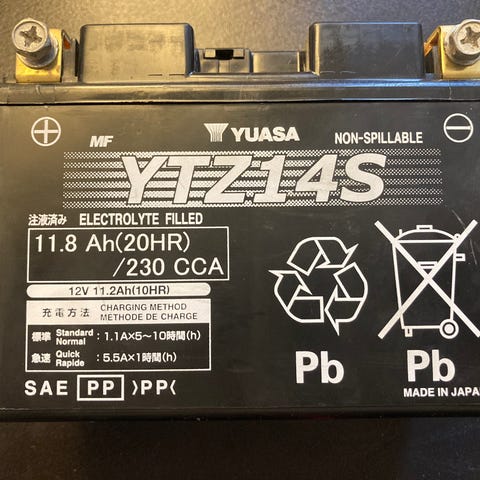 MF YUASA NON-SPILLABLE
YTZ14S
注液済み ELECTROLYTE FILLED
11.8 Ah(20HR)
/230 CCA
12V 11.2Ah(10HR)
充電方法 CHARGING METHOD
METHODE DE CHARGE
標準 Standard Normal : 1.1A×5~10時間(h)
急速 Quick Rapide : 5.5A×1時間(h)
SAE PP >PP<
Pb
Pb
MADE IN JAPAN